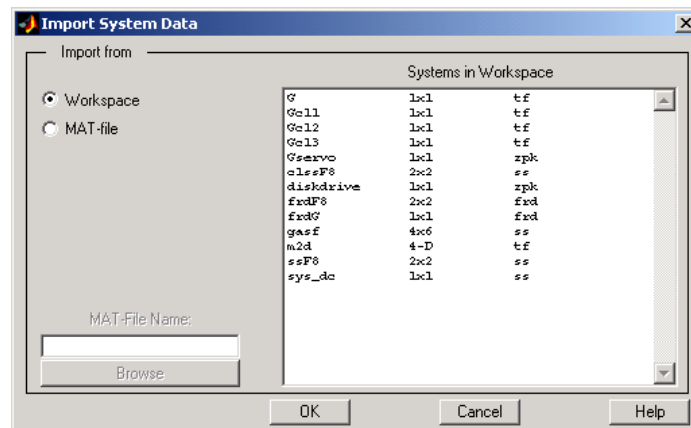 Import System Data
Import from
Systems in Workspace
Workspace
MAT-file
G 1x1 tf
Gcl1 1x1 tf
Gcl2 1x1 tf
Gcl3 1x1 tf
Gservo 1x1 zpk
clssF8 2x2 ss
diskdrive 1x1 zpk
frdF8 2x2 frd
frdG 1x1 frd
gasf 4x6 ss
m2d 4-D tf
ssF8 2x2 ss
sys_dc 1x1 ss
MAT-File Name:
Browse
OK Cancel Help